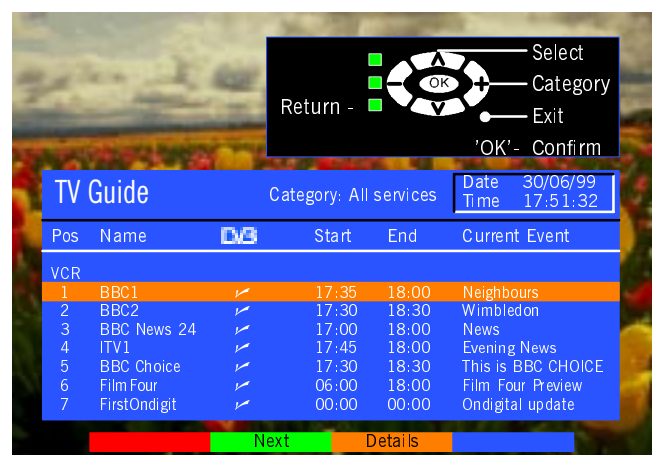 Select
OK
Category
Return -
Exit
'OK'- Confirm
TV Guide
Category: All services
Date 30/06/99
Time 17:51:32
Pos Name DVB Start End Current Event
VCR
1 BBC1 17:35 18:00 Neighbours
2 BBC2 17:30 18:30 Wimbledon
3 BBC News 24 17:00 18:00 News
4 ITV1 17:45 18:00 Evening News
5 BBC Choice 17:30 18:30 This is BBC CHOICE
6 Film Four 06:00 18:00 Film Four Preview
7 FirstOndigit 00:00 00:00 Ondigital update
Next Details